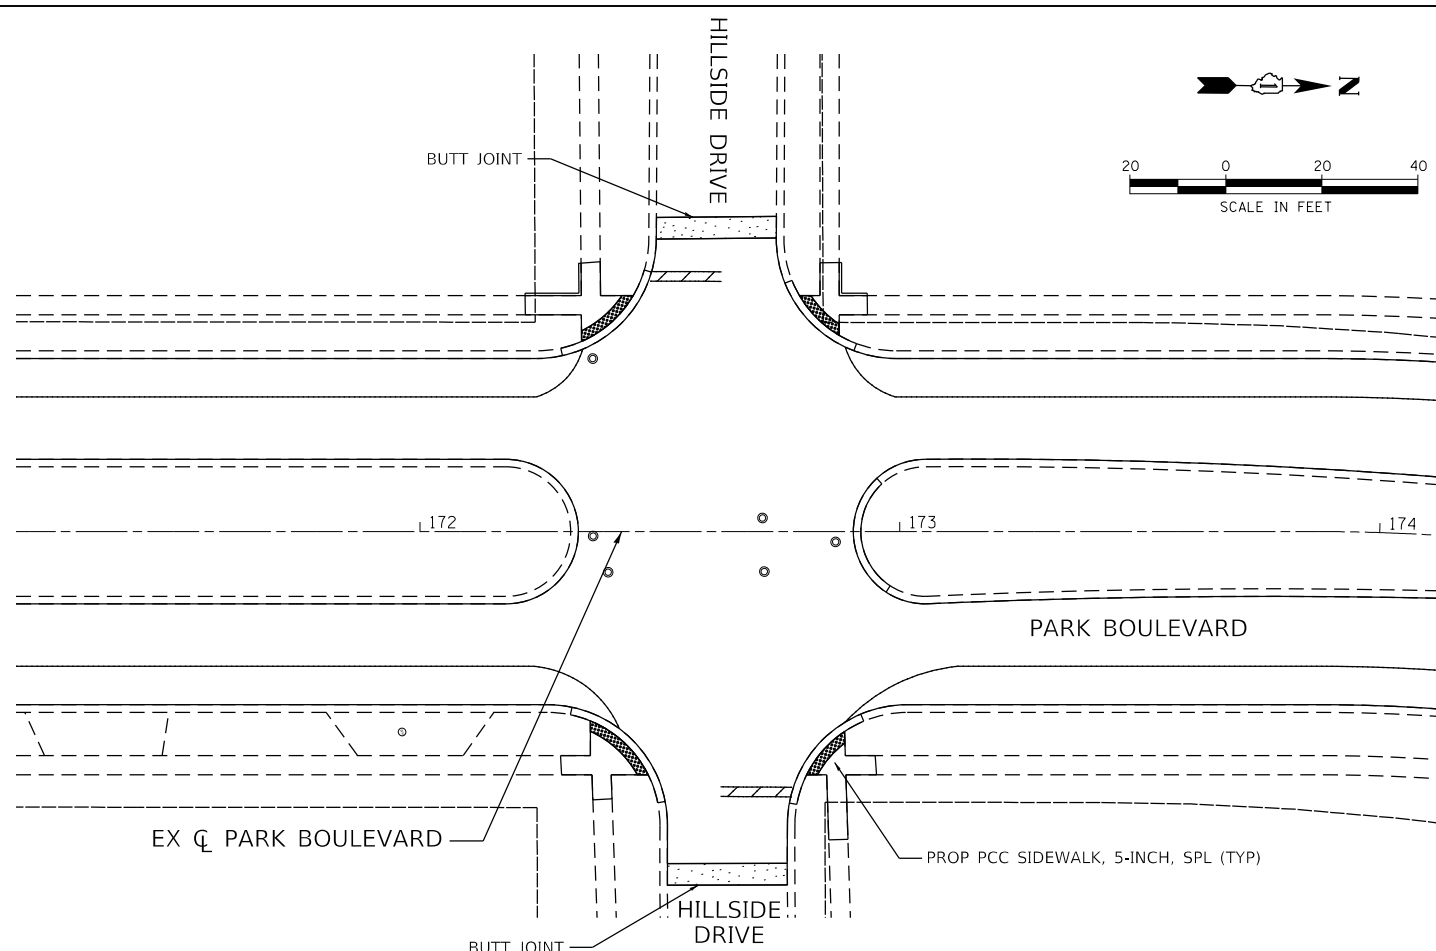 HILLSIDE DRIVE
N
BUTT JOINT
20 0 20 40
SCALE IN FEET
172
173
174
PARK BOULEVARD
EX ℄ PARK BOULEVARD
PROP PCC SIDEWALK, 5-INCH, SPL (TYP)
HILLSIDE
DRIVE
BUTT JOINT